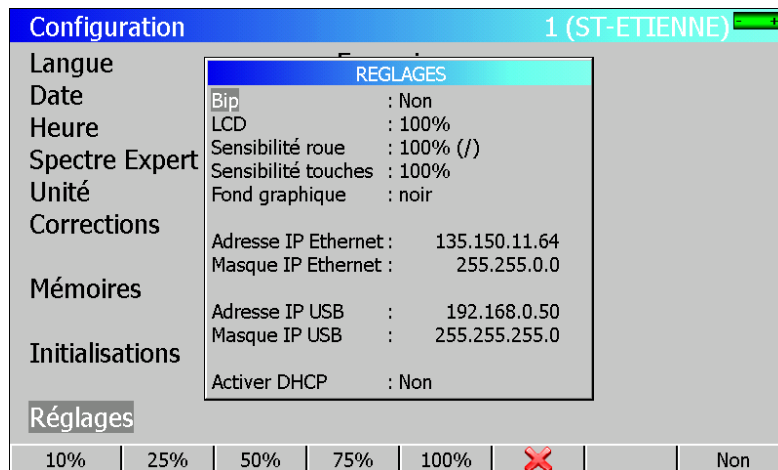 Configuration 1 (ST-ETIENNE)
Langue
Date
Heure
Spectre Expert
Unité
Corrections
Mémoires
Initialisations
Réglages
REGLAGES
Bip : Non
LCD : 100%
Sensibilité roue : 100% (/)
Sensibilité touches : 100%
Fond graphique : noir
Adresse IP Ethernet : 135.150.11.64
Masque IP Ethernet : 255.255.0.0
Adresse IP USB : 192.168.0.50
Masque IP USB : 255.255.255.0
Activer DHCP : Non
10% 25% 50% 75% 100% Non